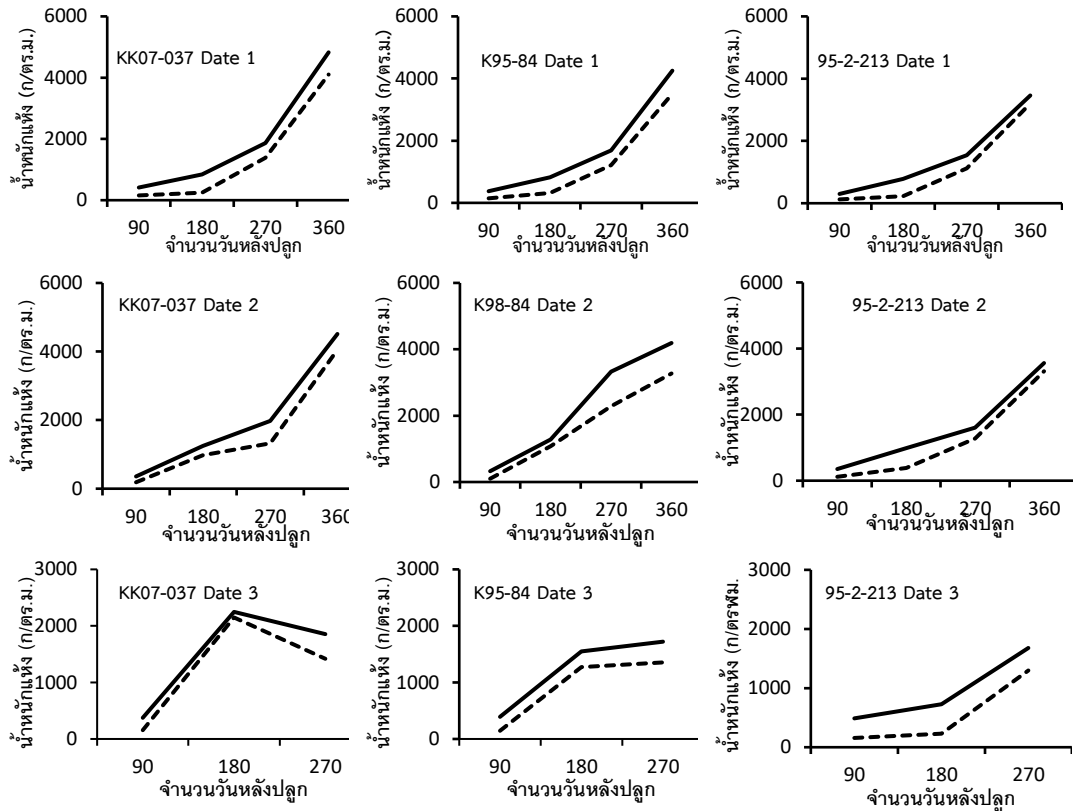 6000
4000
2000
0
น้ำหนักแห้ง (ก/ตร.ม.)
KK07-037 Date 1
90 180 270 360
จำนวนวันหลังปลูก
6000
4000
2000
0
น้ำหนักแห้ง (ก/ตร.ม.)
K95-84 Date 1
90 180 270 360
จำนวนวันหลังปลูก
6000
4000
2000
0
น้ำหนักแห้ง (ก/ตร.ม.)
95-2-213 Date 1
90 180 270 360
จำนวนวันหลังปลูก
6000
4000
2000
0
น้ำหนักแห้ง (ก/ตร.ม.)
KK07-037 Date 2
90 180 270 360
จำนวนวันหลังปลูก
6000
4000
2000
0
น้ำหนักแห้ง (ก/ตร.ม.)
K98-84 Date 2
90 180 270 360
จำนวนวันหลังปลูก
6000
4000
2000
0
น้ำหนักแห้ง (ก/ตร.ม.)
95-2-213 Date 2
90 180 270 360
จำนวนวันหลังปลูก
3000
2000
1000
0
น้ำหนักแห้ง (ก/ตร.ม.)
KK07-037 Date 3
90 180 270
จำนวนวันหลังปลูก
3000
2000
1000
0
น้ำหนักแห้ง (ก/ตร.ม.)
K95-84 Date 3
90 180 270
จำนวนวันหลังปลูก
3000
2000
1000
0
น้ำหนักแห้ง (ก/ตรฟม.
95-2-213 Date 3
90 180 270
จำนวนวันหลังปลูก